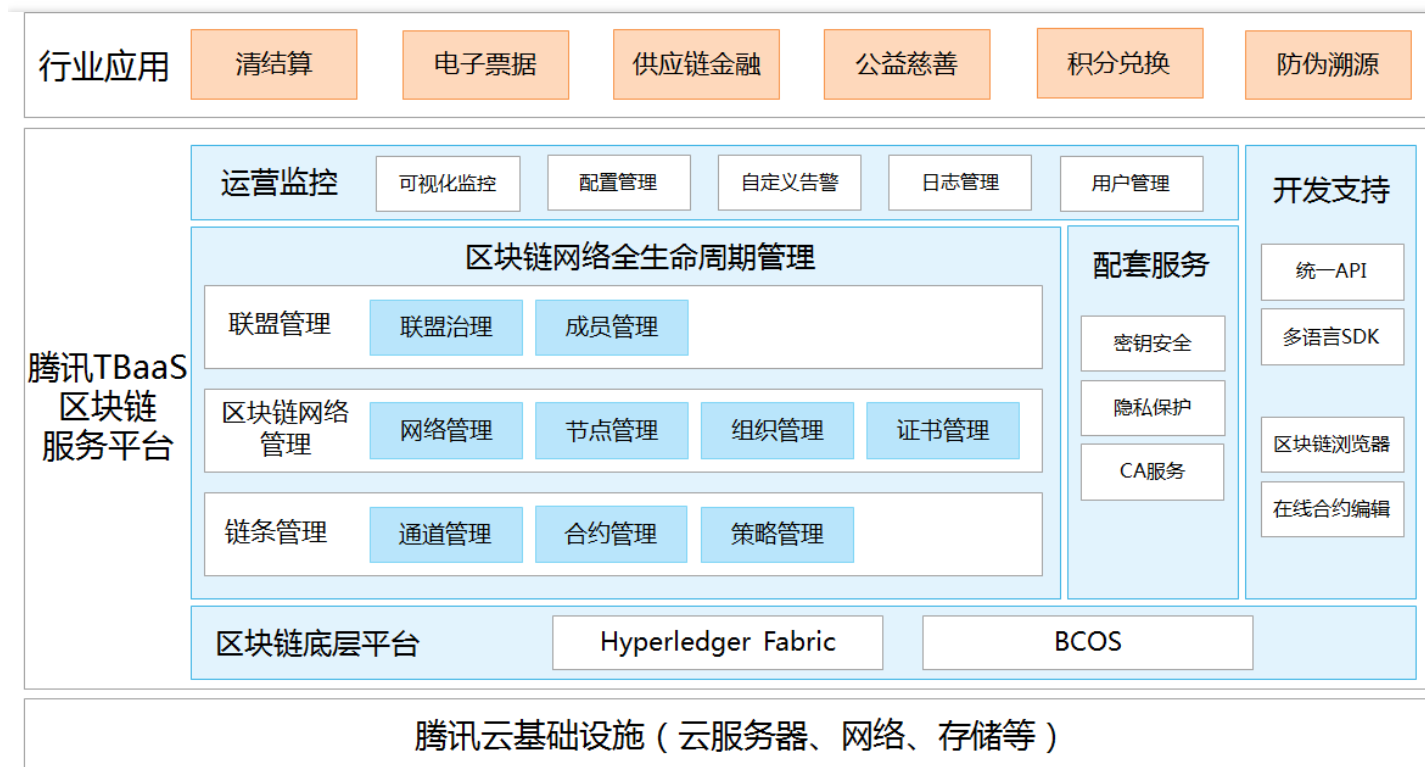 行业应用
清结算
电子票据
供应链金融
公益慈善
积分兑换
防伪溯源
腾讯TBaaS
区块链
服务平台
运营监控
可视化监控
配置管理
自定义告警
日志管理
用户管理
区块链网络全生命周期管理
联盟管理
联盟治理
成员管理
区块链网络
管理
网络管理
节点管理
组织管理
证书管理
链条管理
通道管理
合约管理
策略管理
配套服务
密钥安全
隐私保护
CA服务
开发支持
统一API
多语言SDK
区块链浏览器
在线合约编辑
区块链底层平台
Hyperledger Fabric
BCOS
腾讯云基础设施（云服务器、网络、存储等）